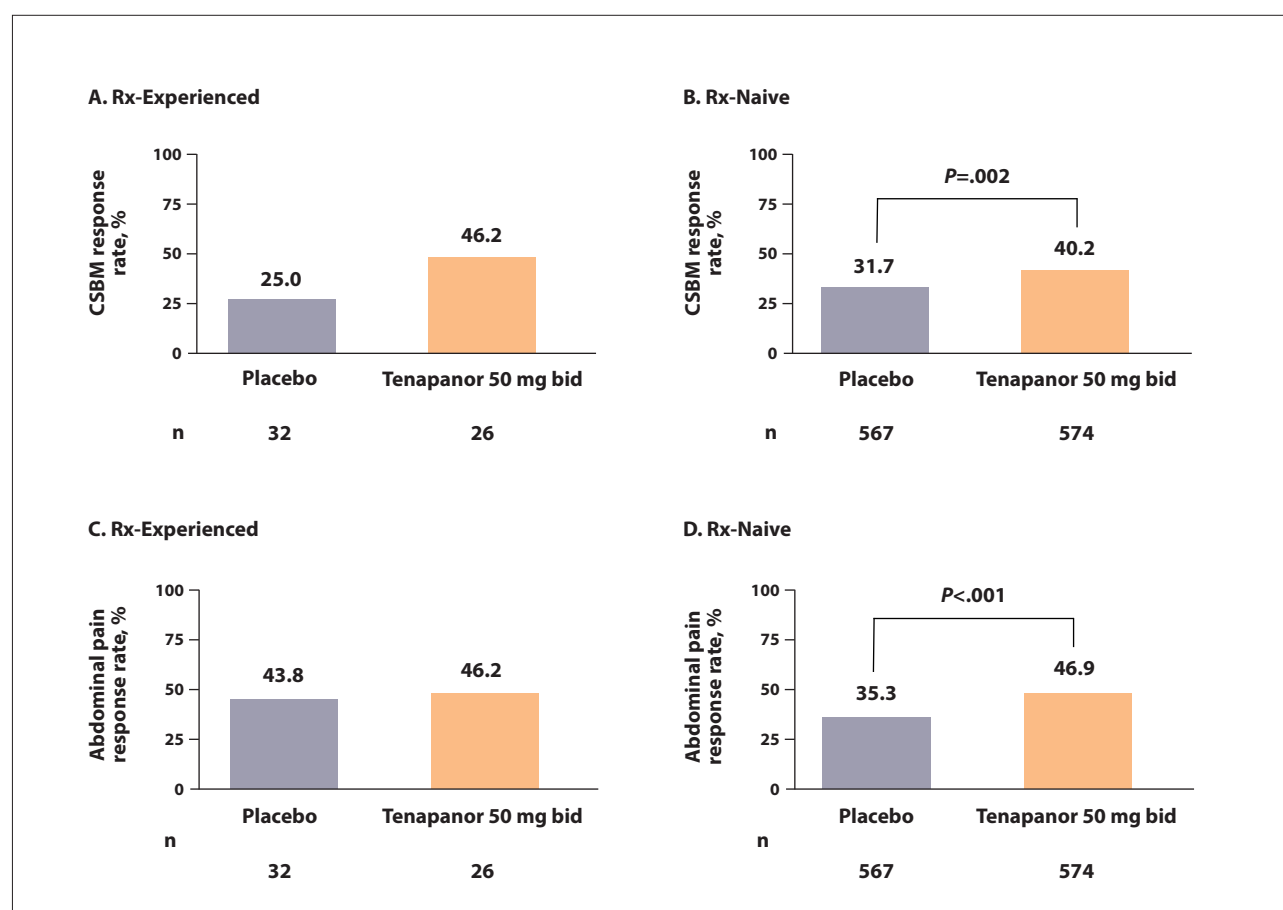 A. Rx-Experienced
CSBM response
rate, %
100
75
50
25
0
25.0
46.2
Placebo
Tenapanor 50 mg bid
n
32
26
B. Rx-Naive
CSBM response
rate, %
100
75
50
25
0
P=.002
31.7
40.2
Placebo
Tenapanor 50 mg bid
n
567
574
C. Rx-Experienced
Abdominal pain
response rate, %
100
75
50
25
0
43.8
46.2
Placebo
Tenapanor 50 mg bid
n
32
26
D. Rx-Naive
Abdominal pain
response rate, %
100
75
50
25
0
P<.001
35.3
46.9
Placebo
Tenapanor 50 mg bid
n
567
574